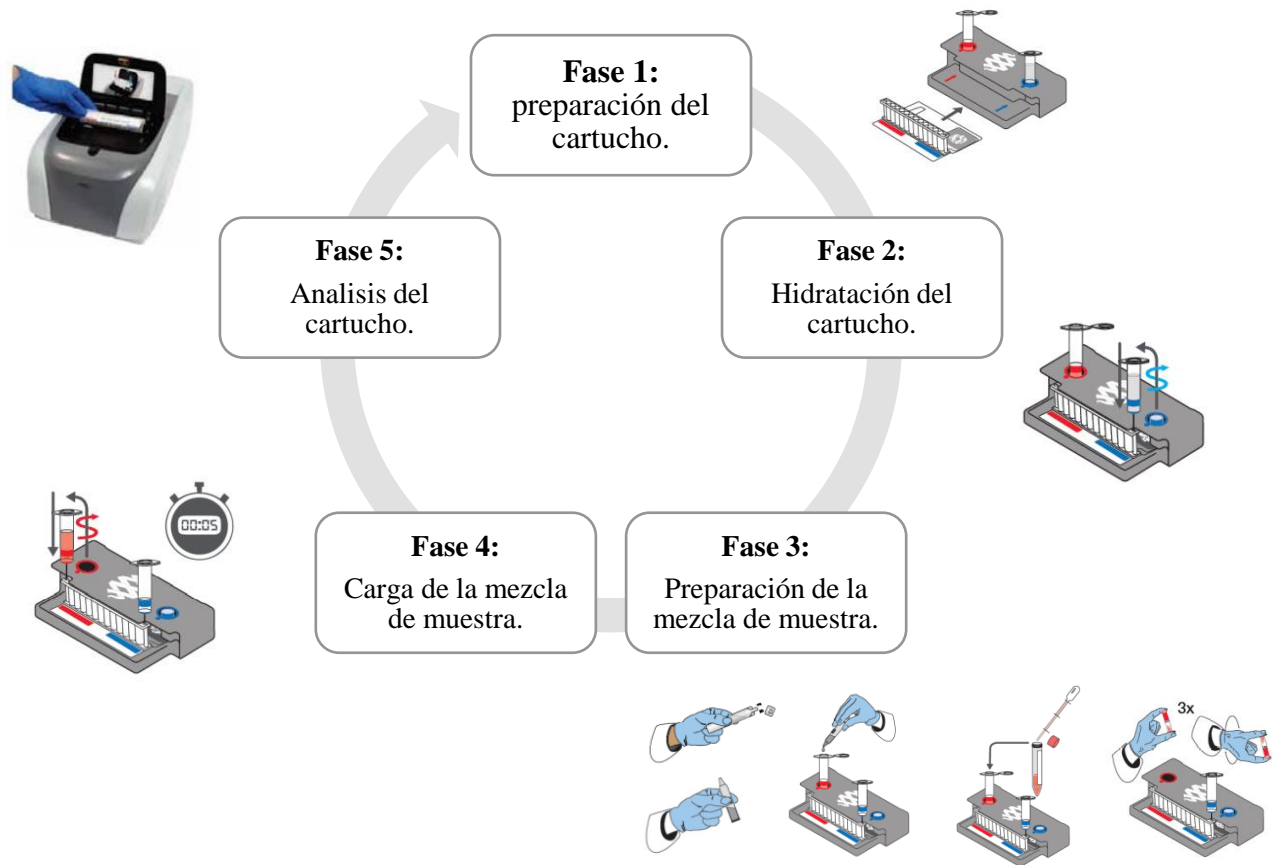 Fase 1:
preparación del
cartucho.
Fase 2:
Hidratación del
cartucho.
Fase 3:
Preparación de la
mezcla de muestra.
Fase 4:
Carga de la mezcla
de muestra.
Fase 5:
Analisis del
cartucho.
00:05
3x